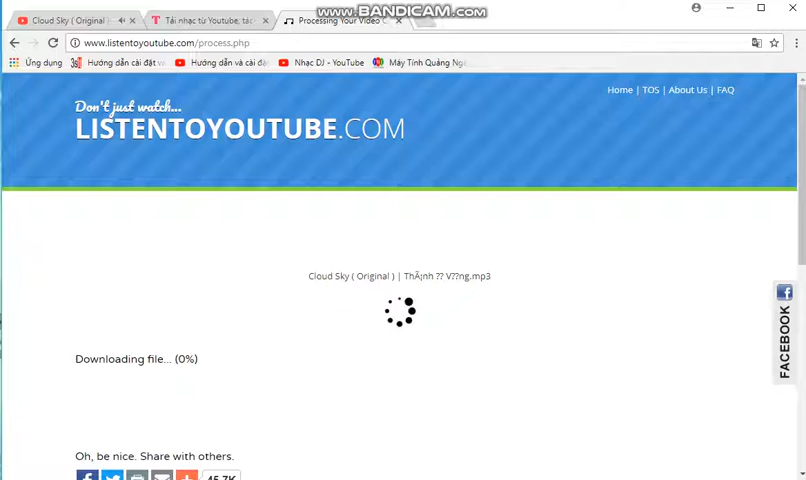 www.BANDICAM.com
Cloud Sky ( Original )
Tải nhạc từ Youtube, tác
Processing Your Video C
www.listentoyoutube.com/process.php
Ứng dụng
Hướng dẫn cài đặt v
Hướng dẫn và cài đặ
Nhạc DJ - YouTube
Máy Tính Quảng Ng
Home | TOS | About Us | FAQ
Don't just watch...
LISTENTOYOUTUBE.COM
Cloud Sky ( Original ) | ThÃ¡nh ?? V??ng.mp3
FACEBOOK
Downloading file... (0%)
Oh, be nice. Share with others.
45.7K